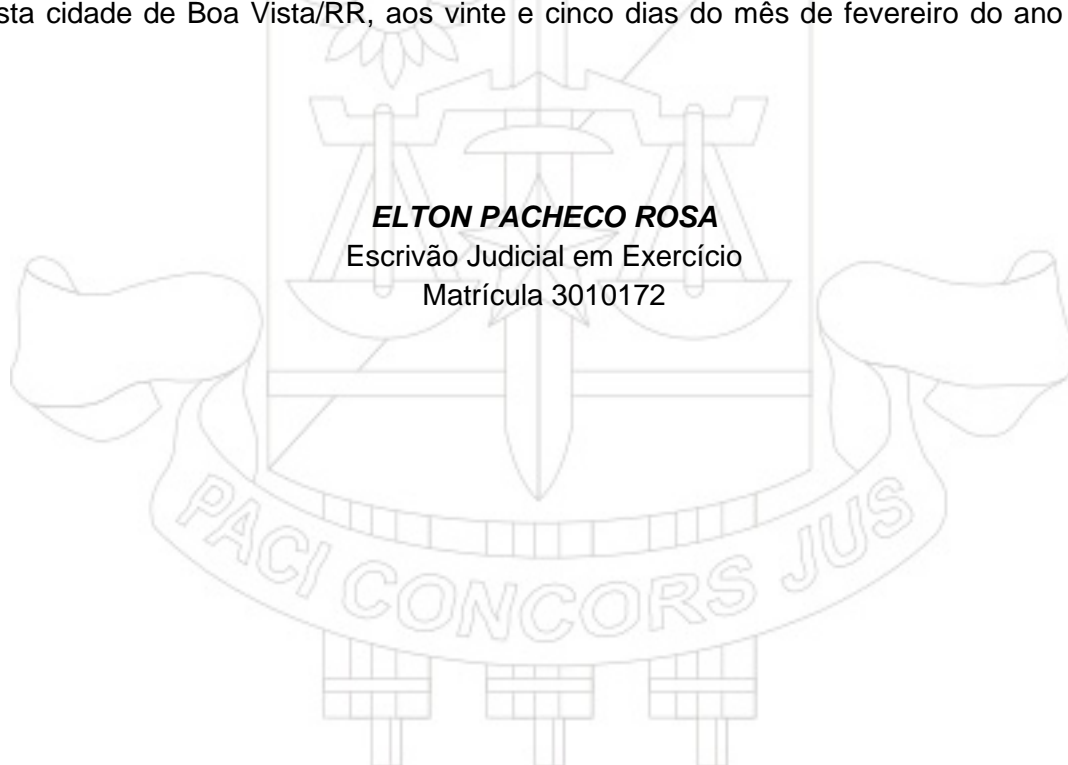 sta cidade de Boa Vista/RR, aos vinte e cinco dias do mês de fevereiro do ano
ELTON PACHECO ROSA
Escrivão Judicial em Exercício
Matrícula 3010172
PACI CONCORS JUS